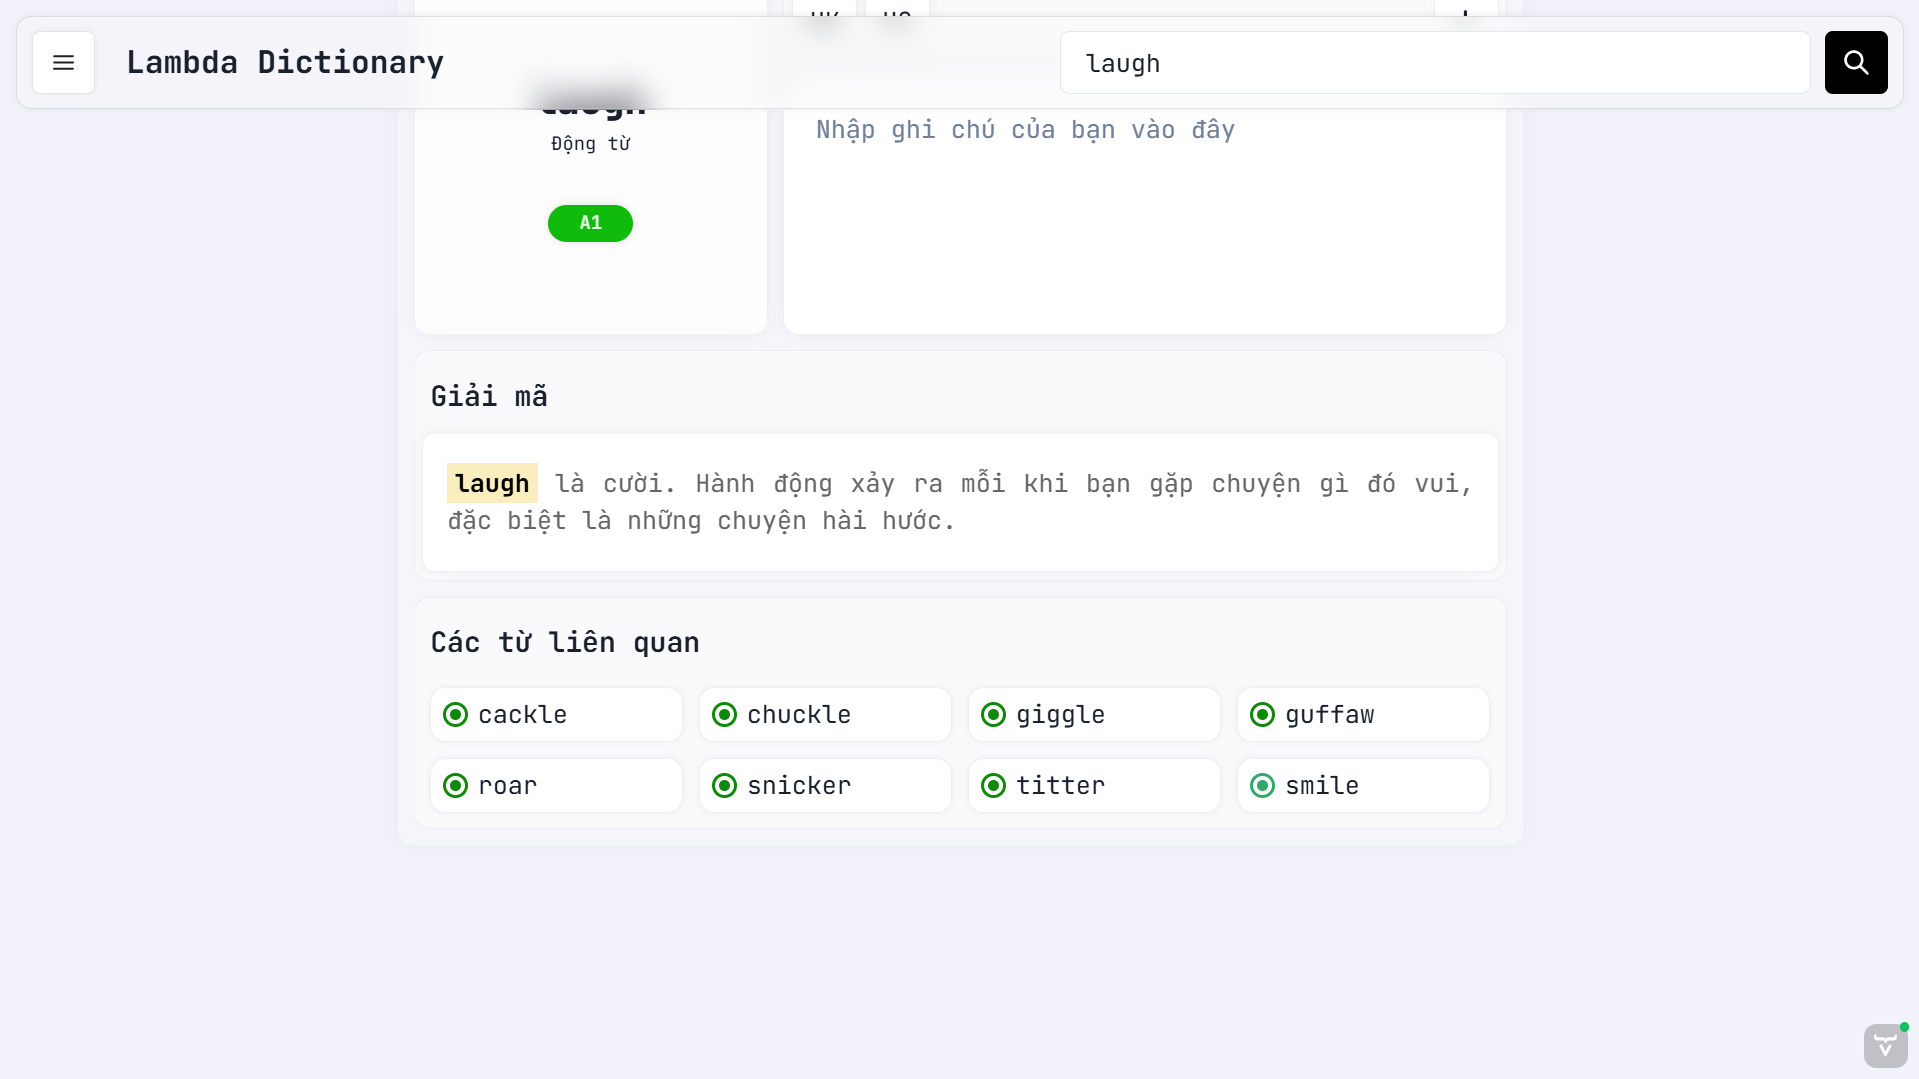 Lambda Dictionary
laugh
laugh
Động từ
A1
Nhập ghi chú của bạn vào đây
Giải mã
laugh là cười. Hành động xảy ra mỗi khi bạn gặp chuyện gì đó vui,
đặc biệt là những chuyện hài hước.
Các từ liên quan
cackle chuckle giggle guffaw
roar snicker titter smile